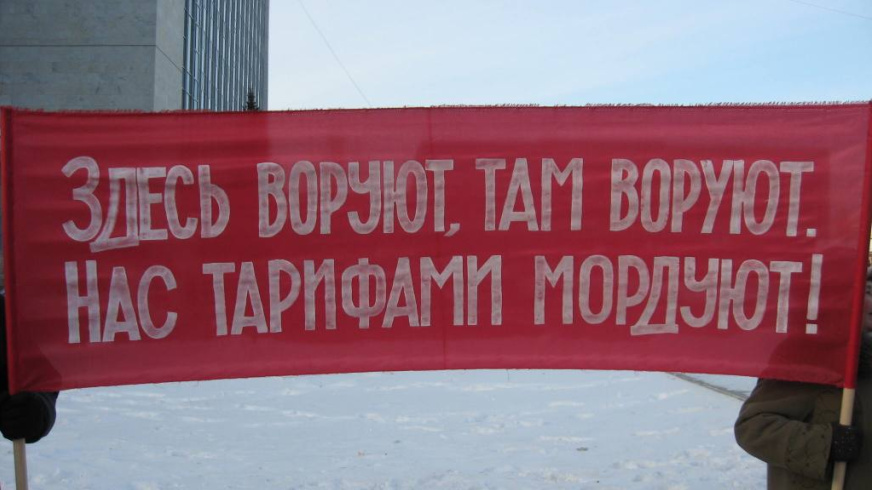 Здесь воруют, там воруют.
Нас тарифами мордуют!